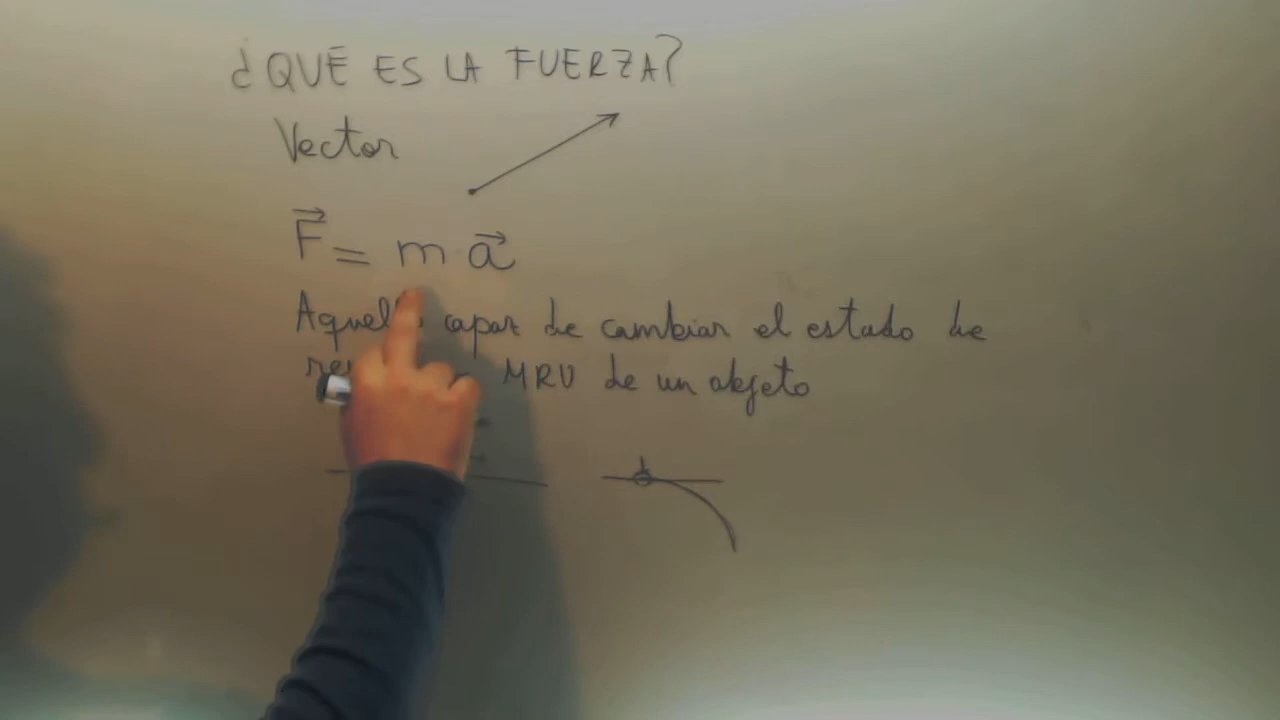 ¿QUÉ ES LA FUERZA?
Vector
F⃗ = m a⃗
capaz de cambiar el estado de
MRU de un objeto